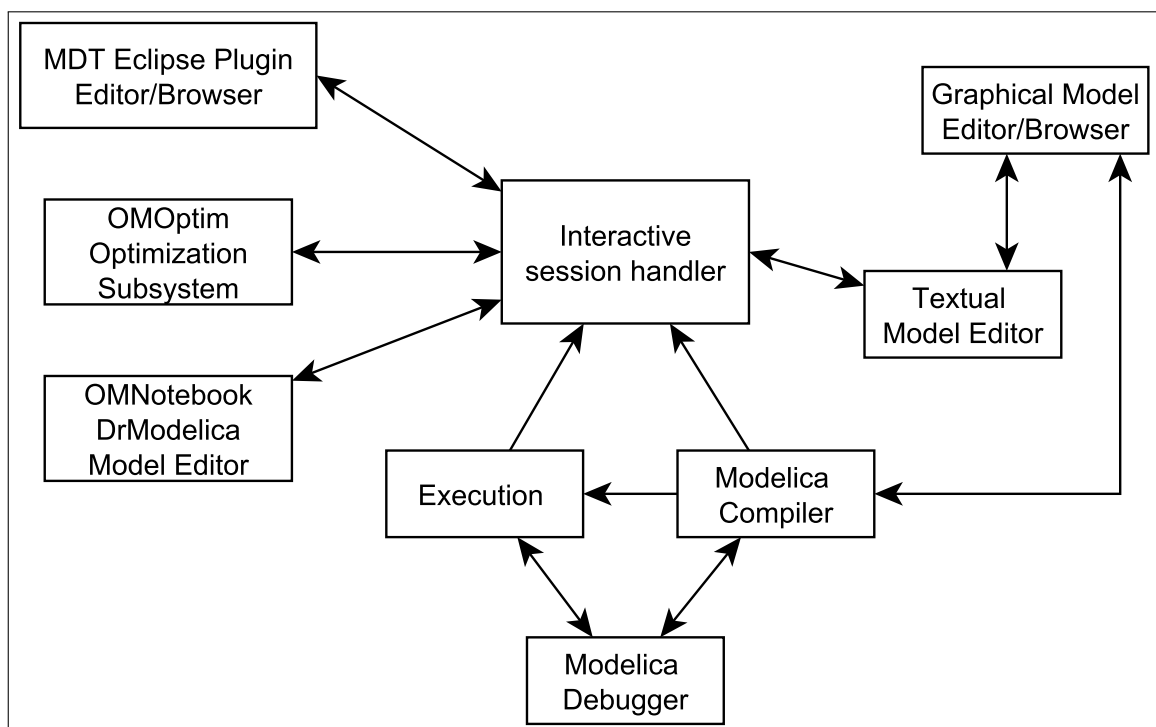 MDT Eclipse Plugin
Editor/Browser
Graphical Model
Editor/Browser
OMOptim
Optimization
Subsystem
Interactive
session handler
Textual
Model Editor
OMNotebook
DrModelica
Model Editor
Execution
Modelica
Compiler
Modelica
Debugger